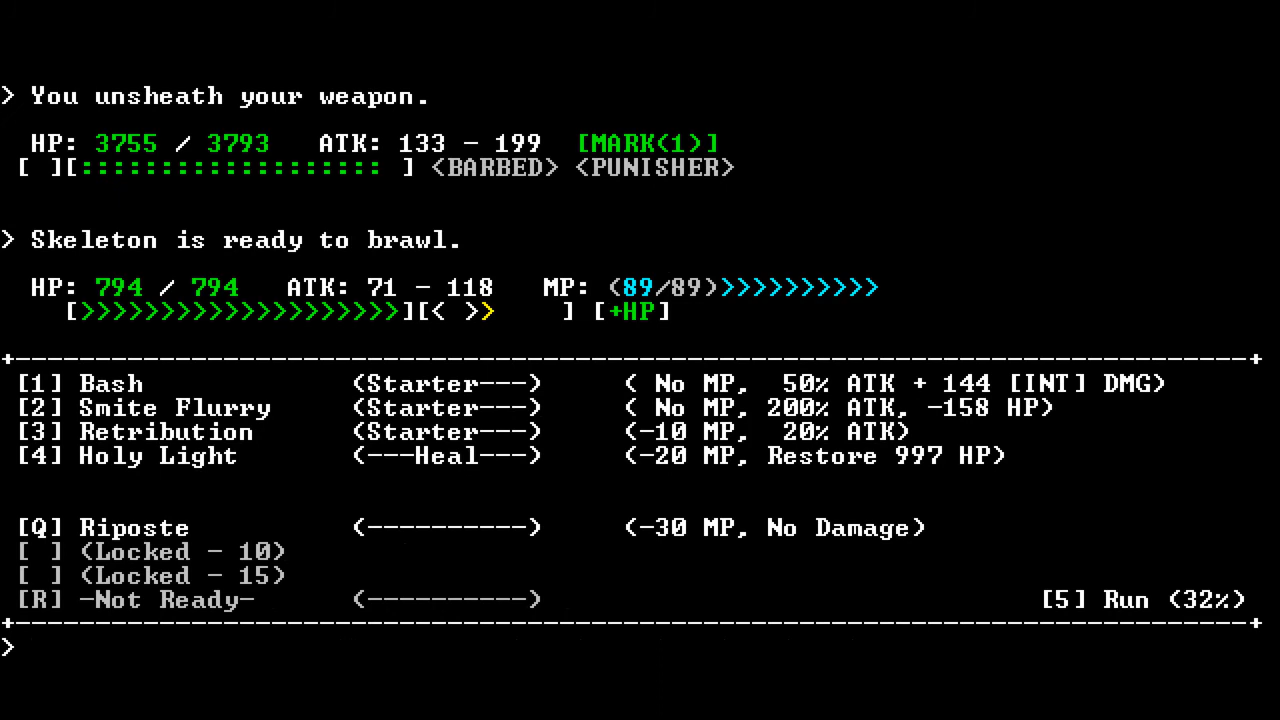 > You unsheath your weapon.
HP: 3755 / 3793   ATK: 133 - 199  [MARK(1)]
[ ][::::::::::::::::::: ] <BARBED> <PUNISHER>
> Skeleton is ready to brawl.
HP: 794 / 794   ATK: 71 - 118   MP: (89/89)>>>>>>>>>>
[>>>>>>>>>>>>>>>>>>>>][< >>    ] [+HP]
+------------------------------------------------------------------------------+
[1] Bash             (Starter---)     ( No MP,  50% ATK + 144 [INT] DMG)
[2] Smite Flurry     (Starter---)     ( No MP, 200% ATK, -158 HP)
[3] Retribution      (Starter---)     (-10 MP,  20% ATK)
[4] Holy Light       (---Heal---)     (-20 MP, Restore 997 HP)
[Q] Riposte          (----------)     (-30 MP, No Damage)
[ ] (Locked - 10)
[ ] (Locked - 15)
[R] -Not Ready-      (----------)                               [5] Run (32%)
+------------------------------------------------------------------------------+
>